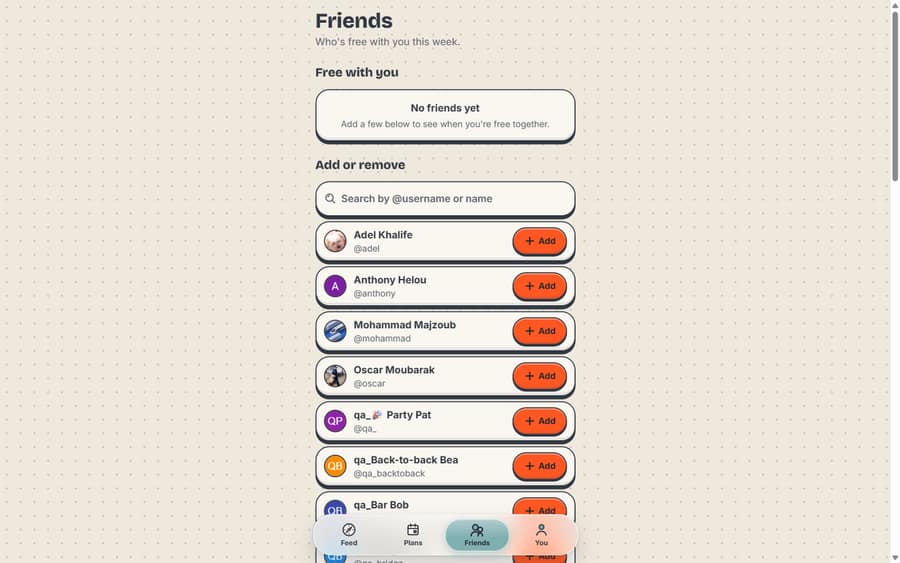 Friends
Who's free with you this week.
Free with you
No friends yet
Add a few below to see when you're free together.
Add or remove
Search by @username or name
Adel Khalife
@adel
+ Add
Anthony Helou
@anthony
+ Add
Mohammad Majzoub
@mohammad
+ Add
Oscar Moubarak
@oscar
+ Add
QP
qa_🎉 Party Pat
@qa_
+ Add
QB
qa_Back-to-back Bea
@qa_backtoback
+ Add
QB
qa_Bar Bob
+ Add
Feed
Plans
Friends
You